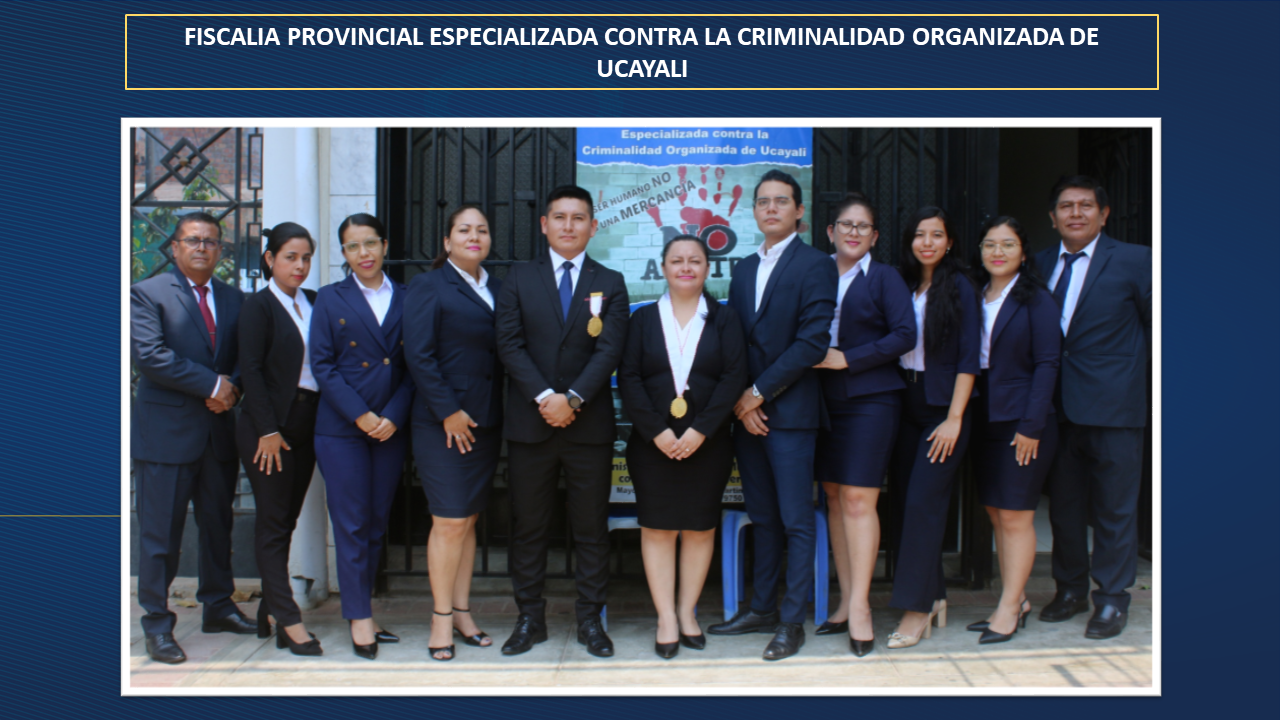 FISCALIA PROVINCIAL ESPECIALIZADA CONTRA LA CRIMINALIDAD ORGANIZADA DE
UCAYALI
Especializada contra la
Criminalidad Organizada de Ucayali
SER HUMANO NO
UNA MERCANCIA
NO